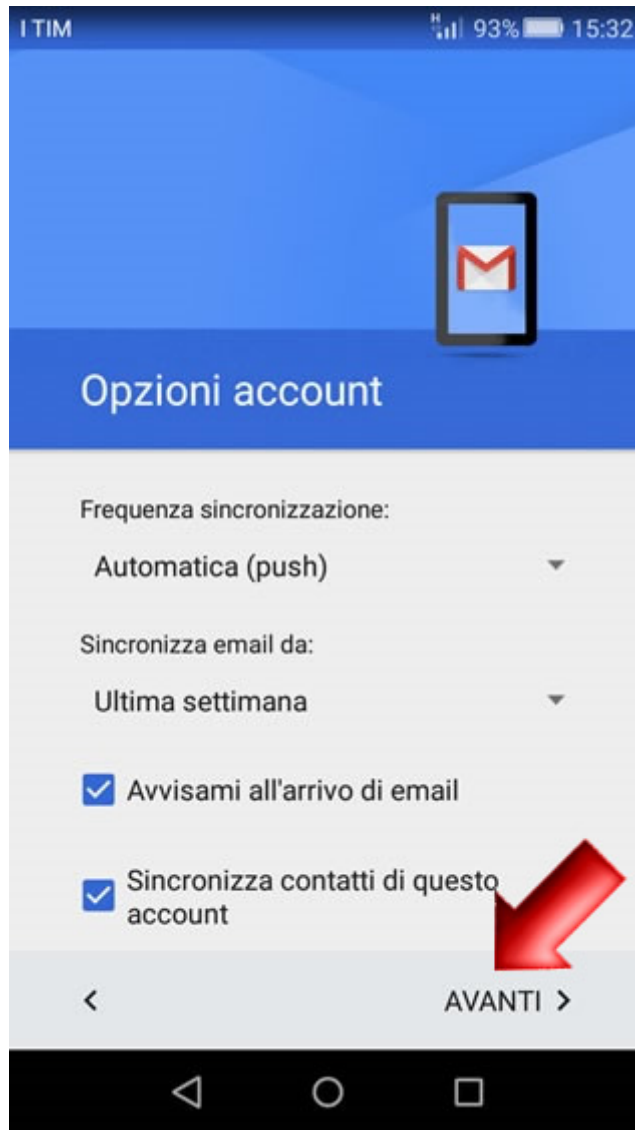 I TIM H 93% 15:32
Opzioni account
Frequenza sincronizzazione:
Automatica (push)
Sincronizza email da:
Ultima settimana
Avvisami all'arrivo di email
Sincronizza contatti di questo
account
AVANTI